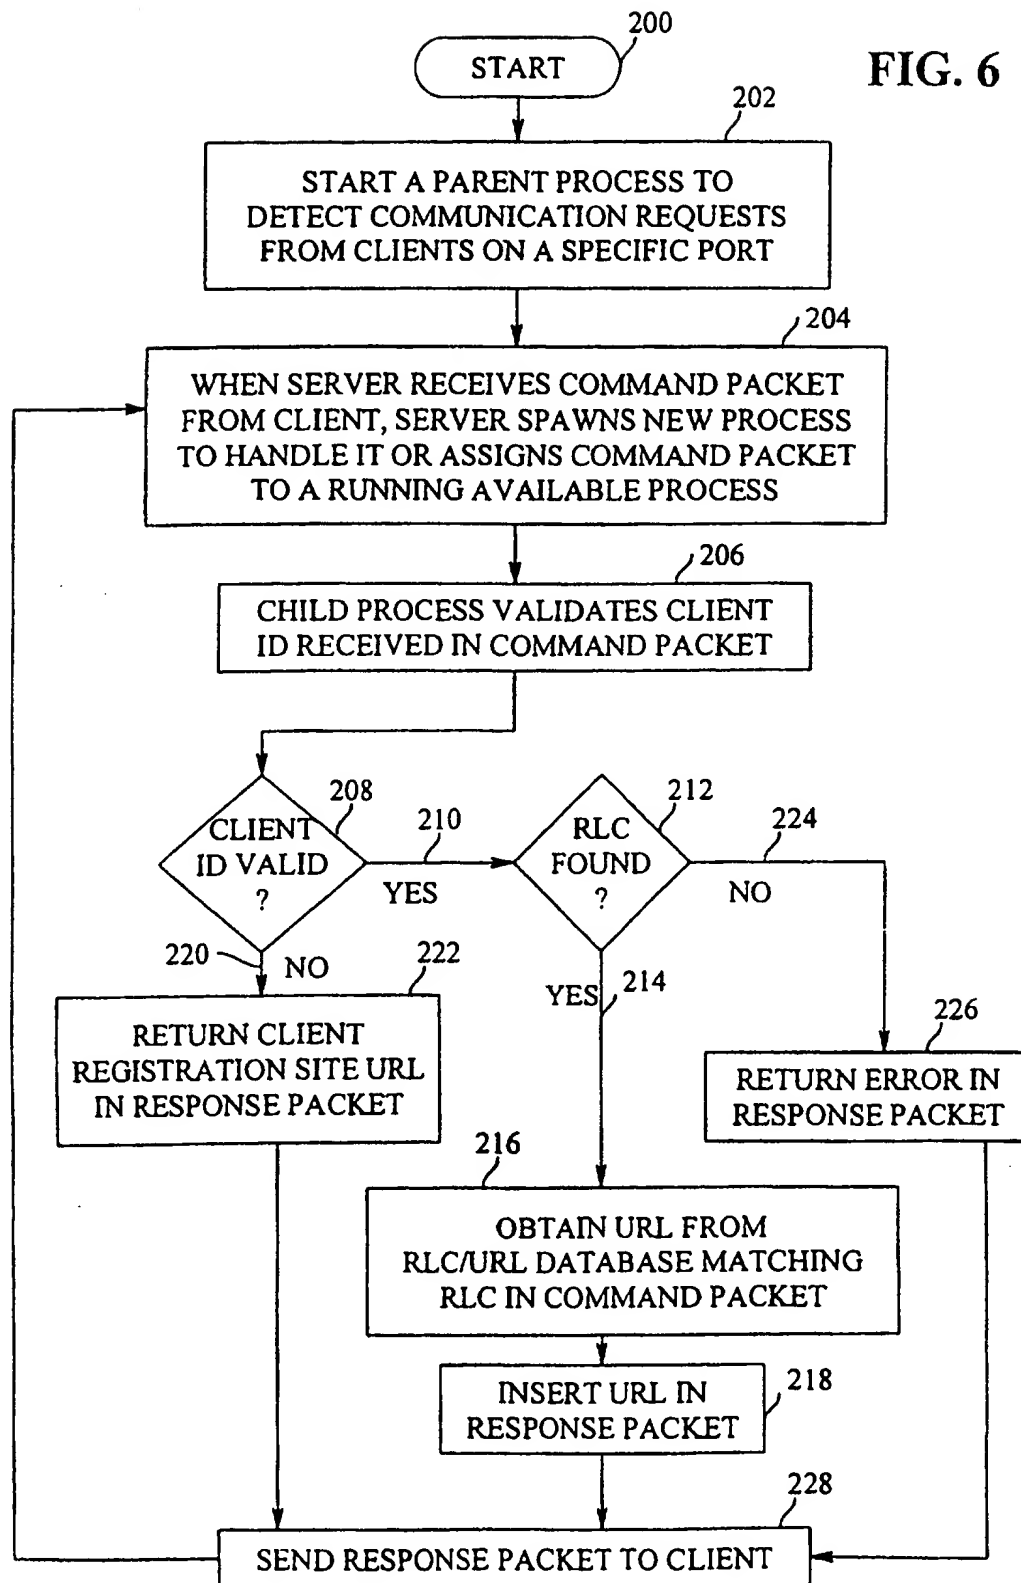 200
FIG. 6
START
202
START A PARENT PROCESS TO
DETECT COMMUNICATION REQUESTS
FROM CLIENTS ON A SPECIFIC PORT
204
WHEN SERVER RECEIVES COMMAND PACKET
FROM CLIENT, SERVER SPAWNS NEW PROCESS
TO HANDLE IT OR ASSIGNS COMMAND PACKET
TO A RUNNING AVAILABLE PROCESS
206
CHILD PROCESS VALIDATES CLIENT
ID RECEIVED IN COMMAND PACKET
208
CLIENT
ID VALID
?
210
YES
212
RLC
FOUND
?
224
NO
220
NO
222
RETURN CLIENT
REGISTRATION SITE URL
IN RESPONSE PACKET
YES
214
226
RETURN ERROR IN
RESPONSE PACKET
216
OBTAIN URL FROM
RLC/URL DATABASE MATCHING
RLC IN COMMAND PACKET
218
INSERT URL IN
RESPONSE PACKET
228
SEND RESPONSE PACKET TO CLIENT